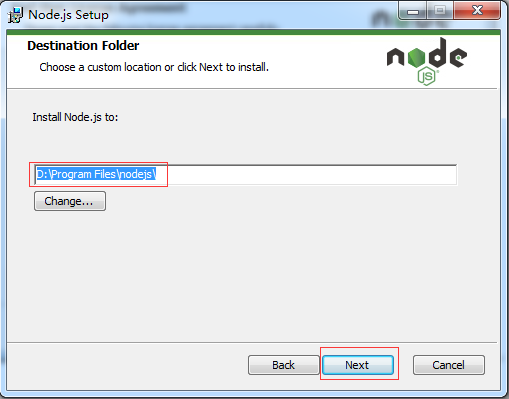 Node.js Setup
Destination Folder
Choose a custom location or click Next to install.
node
JS
Install Node.js to:
D:\Program Files\nodejs\
Change...
Back
Next
Cancel